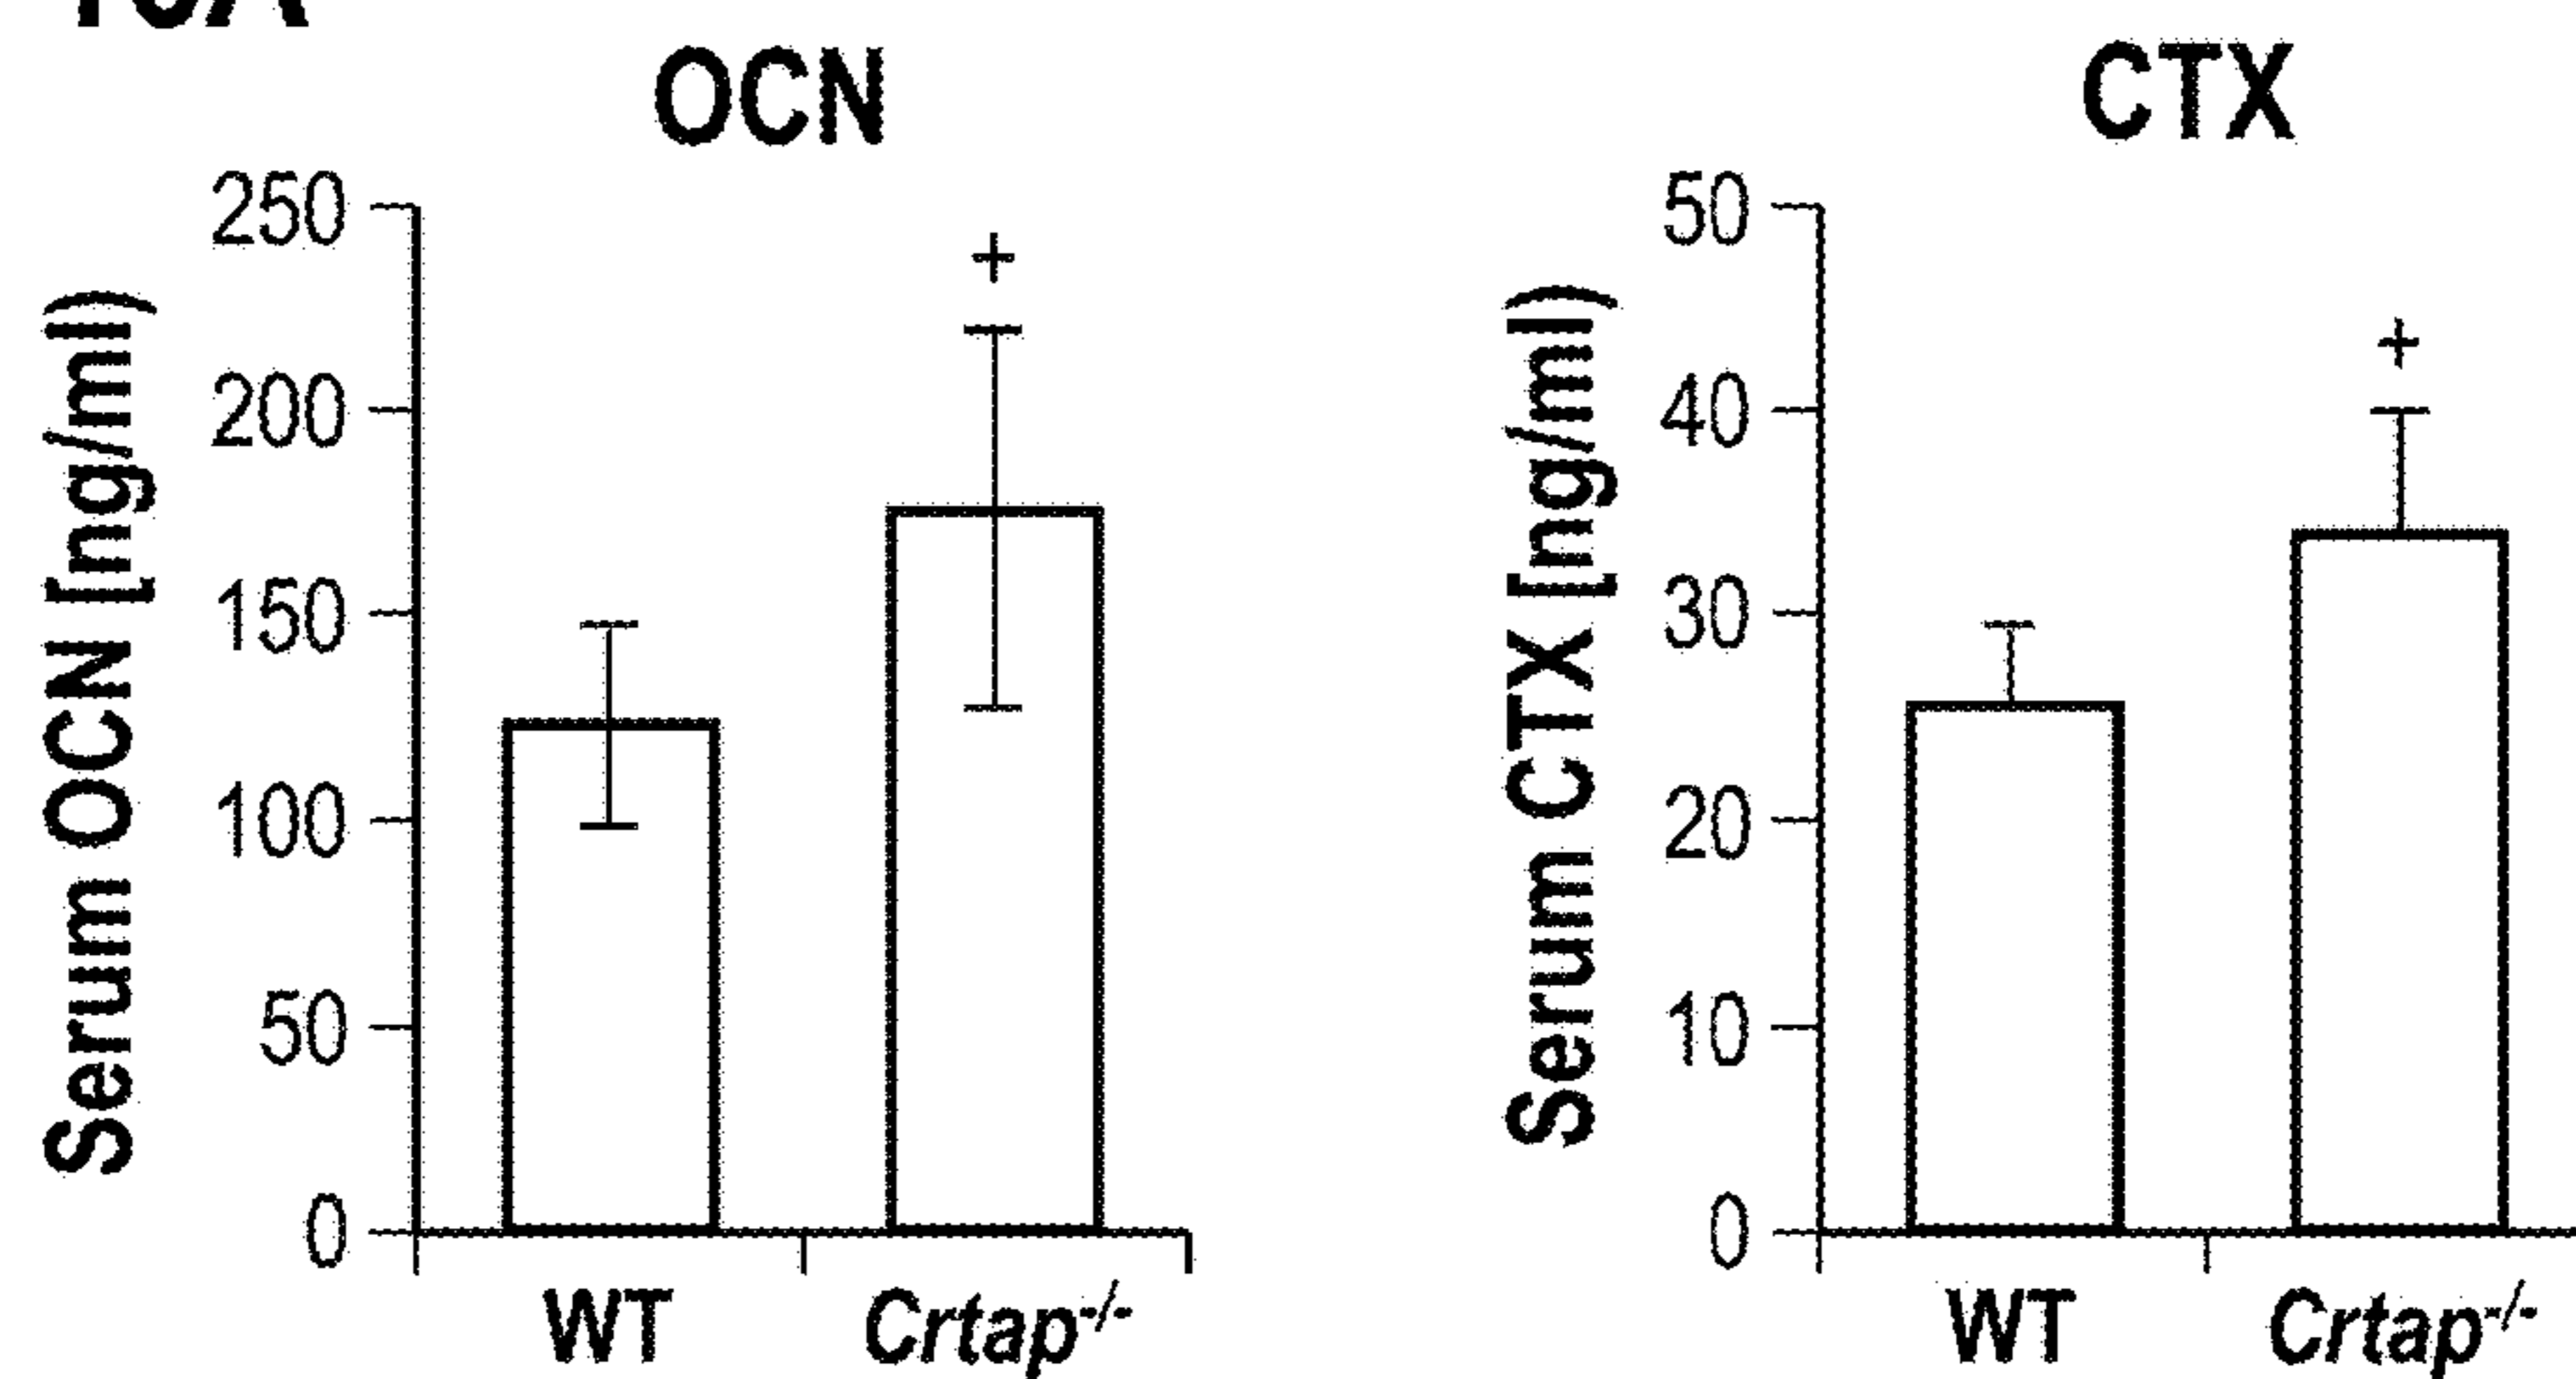 OCN
Serum OCN [ng/ml)
250
200
150
100
50
0
+
WT
Crtap-/-
CTX
Serum CTX [ng/ml)
50
40
30
20
10
0
+
WT
Crtap-/-